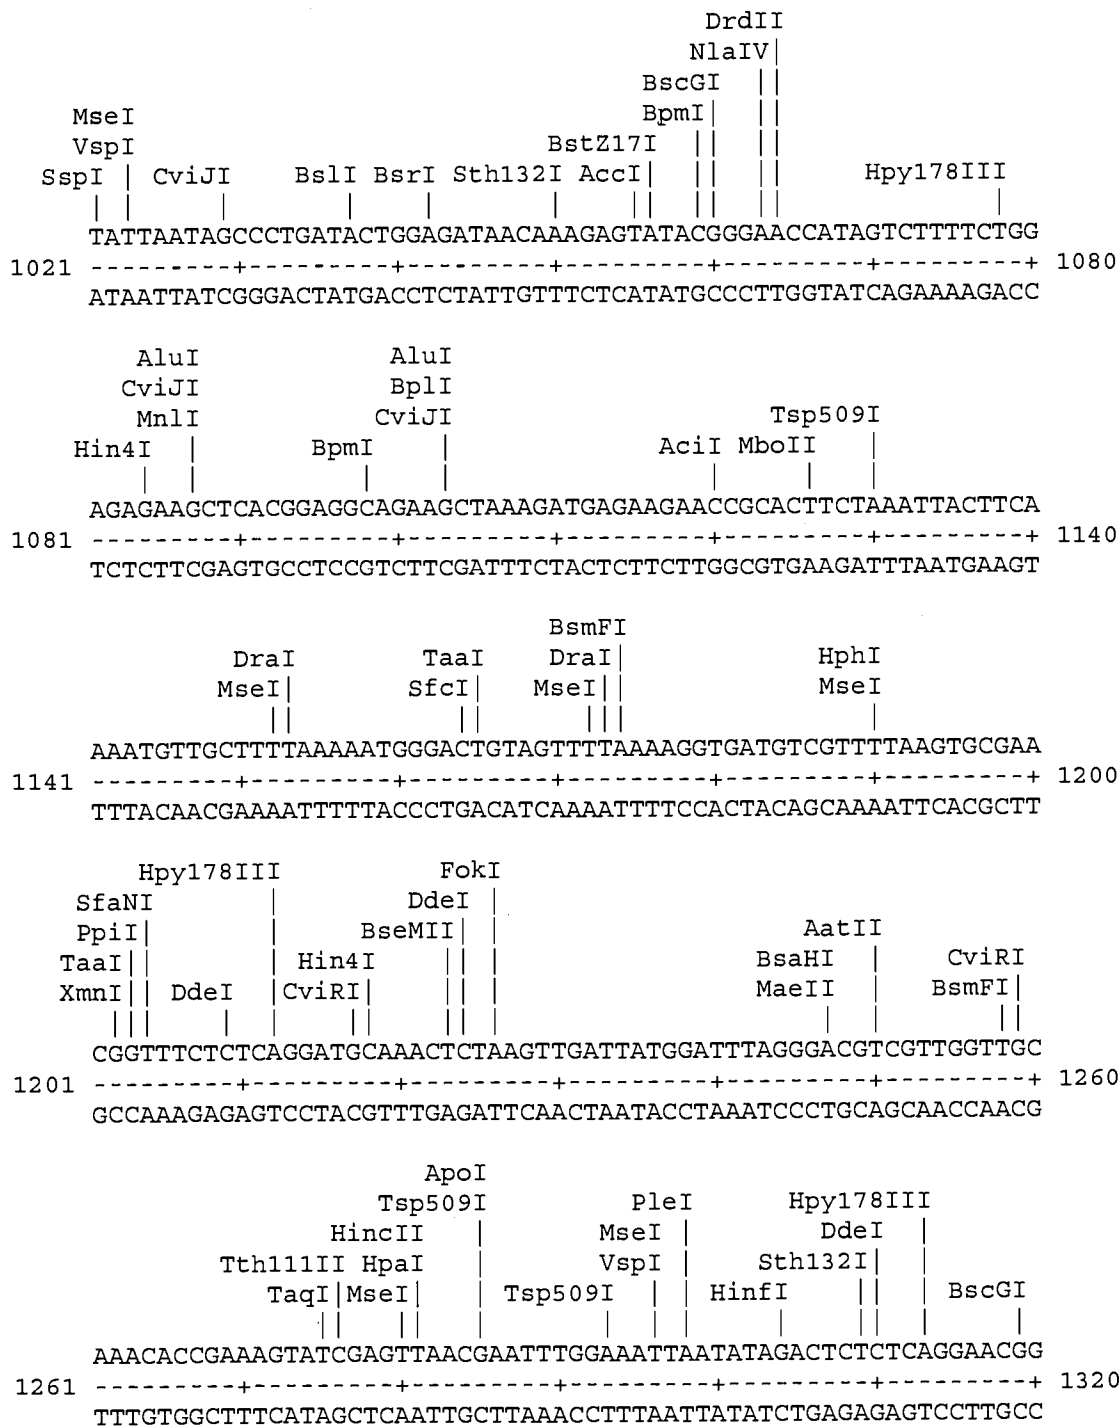 DrdII
NlaIV
BscGI
MseI BpmI
VspI BstZ17I
SspI CviJI BslI BsrI Sth132I AccI Hpy178III
TATTAATAGCCCTGATACTGGAGATAACAAAGAGTATACGGGAACCATAGTCTTTTCTGG
1021 ---------+---------+---------+---------+---------+---------+ 1080
ATAATTATCGGGACTATGACCTCTATTGTTTCTCATATGCCCTTGGTATCAGAAAAGACC
AluI AluI
CviJI BplI
MnlI CviJI Tsp509I
Hin4I BpmI AciI MboII
AGAGAAGCTCACGGAGGCAGAAGCTAAAGATGAGAAGAACCGCACTTCTAAATTACTTCA
1081 ---------+---------+---------+---------+---------+---------+ 1140
TCTCTTCGAGTGCCTCCGTCTTCGATTTCTACTCTTCTTGGCGTGAAGATTTAATGAAGT
BsmFI
DraI TaaI DraI HphI
MseI SfcI MseI MseI
AAATGTTGCTTTTTAAAAATGGGACTGTAGTTTTTAAAAGGTGATGTCGTTTTAAGTGCGAA
1141 ---------+---------+---------+---------+---------+---------+ 1200
TTTACAACGAAAATTTTTACCCTGACATCAAAATTTTCCACTACAGCAAAATTCACGCTT
Hpy178III FokI
SfaNI DdeI
PpiI BseMII AatII
TaaI Hin4I BsaHI CviRI
XmnI DdeI CviRI MaeII BsmFI
CGGTTTCTCTCAGGATGCAAACTCTAAGTTGATTATGGATTTAGGGACGTCGTTGGTTGC
1201 ---------+---------+---------+---------+---------+---------+ 1260
GCCAAAGAGAGTCCTACGTTTGAGATTCAACTAATACCTAAATCCCTGCAGCAACCAACG
ApoI
Tsp509I PleI Hpy178III
HincII MseI DdeI
Tth111II HpaI VspI Sth132I
TaqI MseI Tsp509I HinfI BscGI
AAACACCGAAAGTATCGAGTTAACGAATTTGGAAATTAATATAGACTCTCTCAGGAACGG
1261 ---------+---------+---------+---------+---------+---------+ 1320
TTTGTGGCTTTCATAGCTCAATTGCTTAAACCTTTAATTATATCTGAGAGAGTCCTTGCC